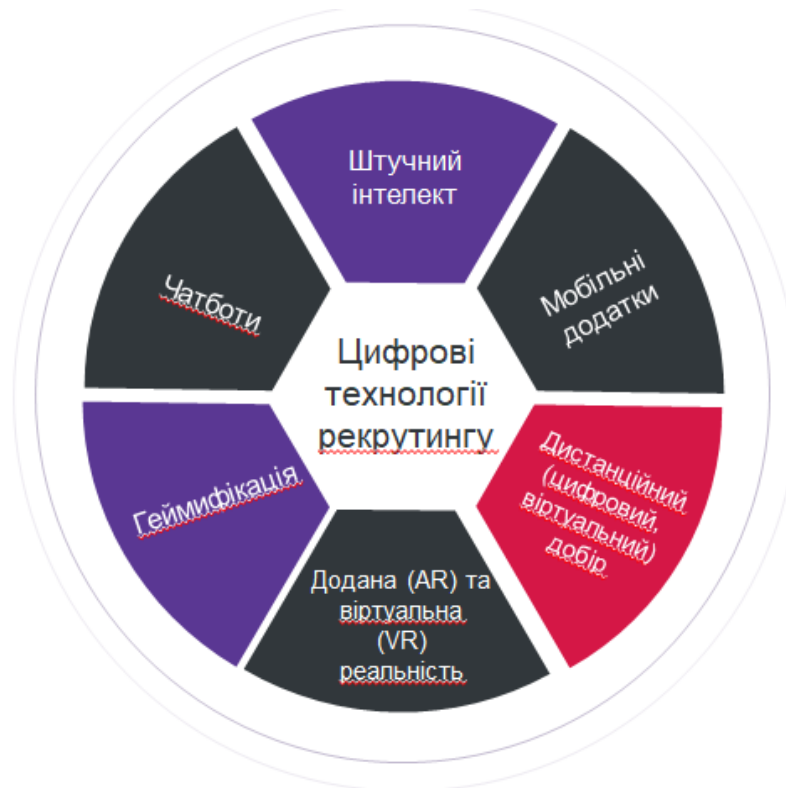 Штучний
інтелект
Мобільні
додатки
Дистанційний
(цифровий,
віртуальний)
добір
Додана (AR) та
віртуальна
(VR)
реальність
Геймифікація
Чатботи
Цифрові
технології
рекрутингу